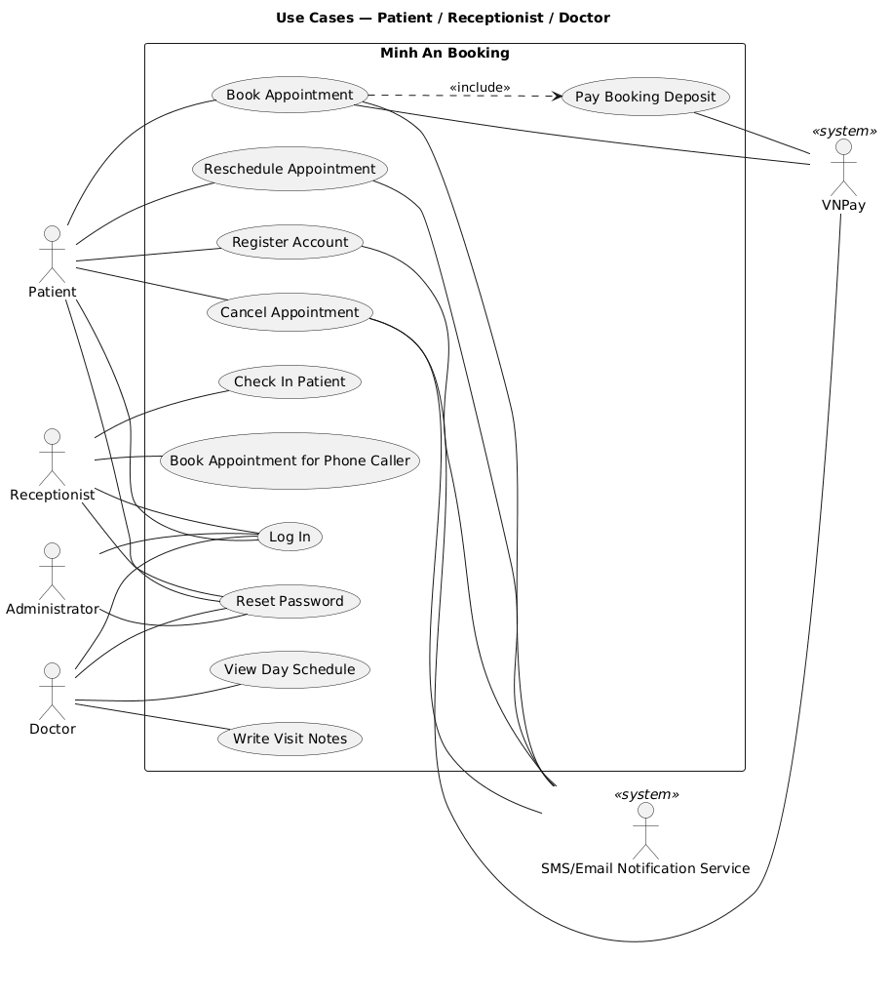 Use Cases — Patient / Receptionist / Doctor
Minh An Booking
Book Appointment
«include»
Pay Booking Deposit
«system»
VNPay
Reschedule Appointment
Register Account
Patient
Cancel Appointment
Check In Patient
Book Appointment for Phone Caller
Receptionist
Log In
Administrator
Reset Password
View Day Schedule
Doctor
Write Visit Notes
«system»
SMS/Email Notification Service